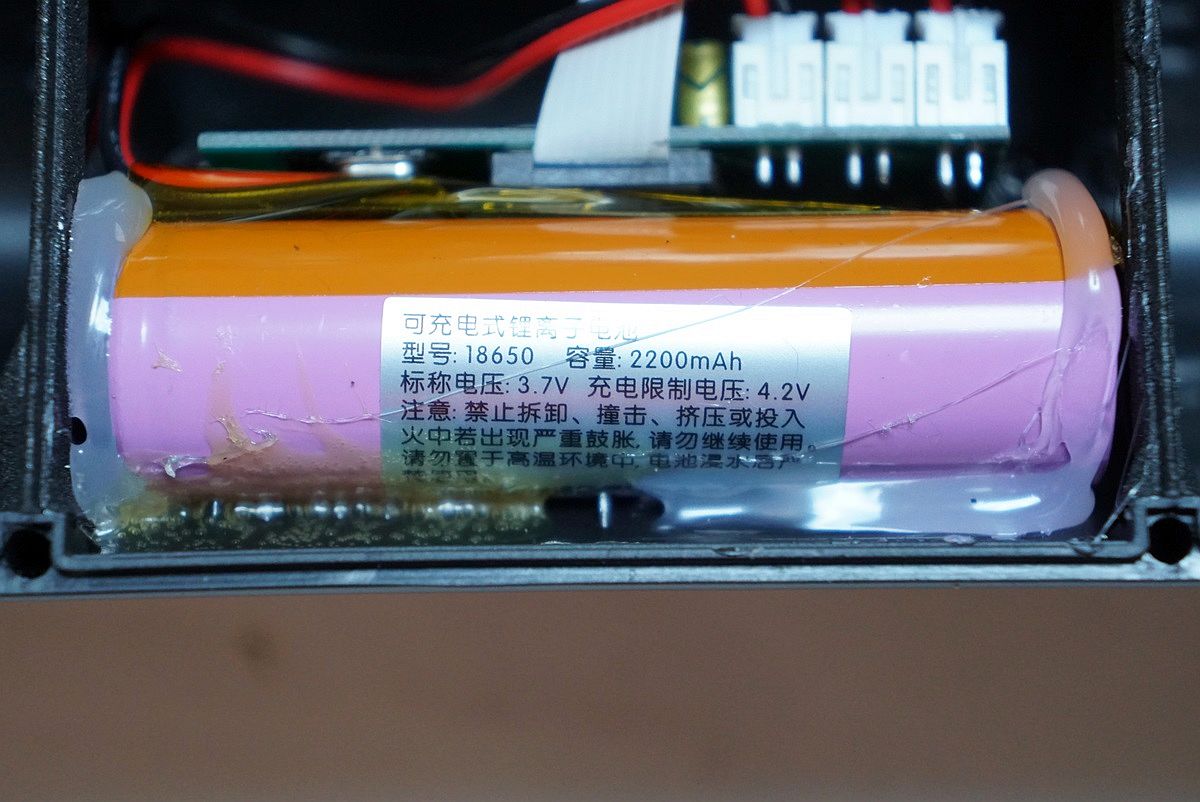 可充电式锂离子电池
型号: 18650 容量: 2200mAh
标称电压: 3.7V 充电限制电压: 4.2V
注意: 禁止拆卸、撞击、挤压或投入
火中若出现严重鼓胀, 请勿继续使用。
请勿置于高温环境中, 电池浸水后严